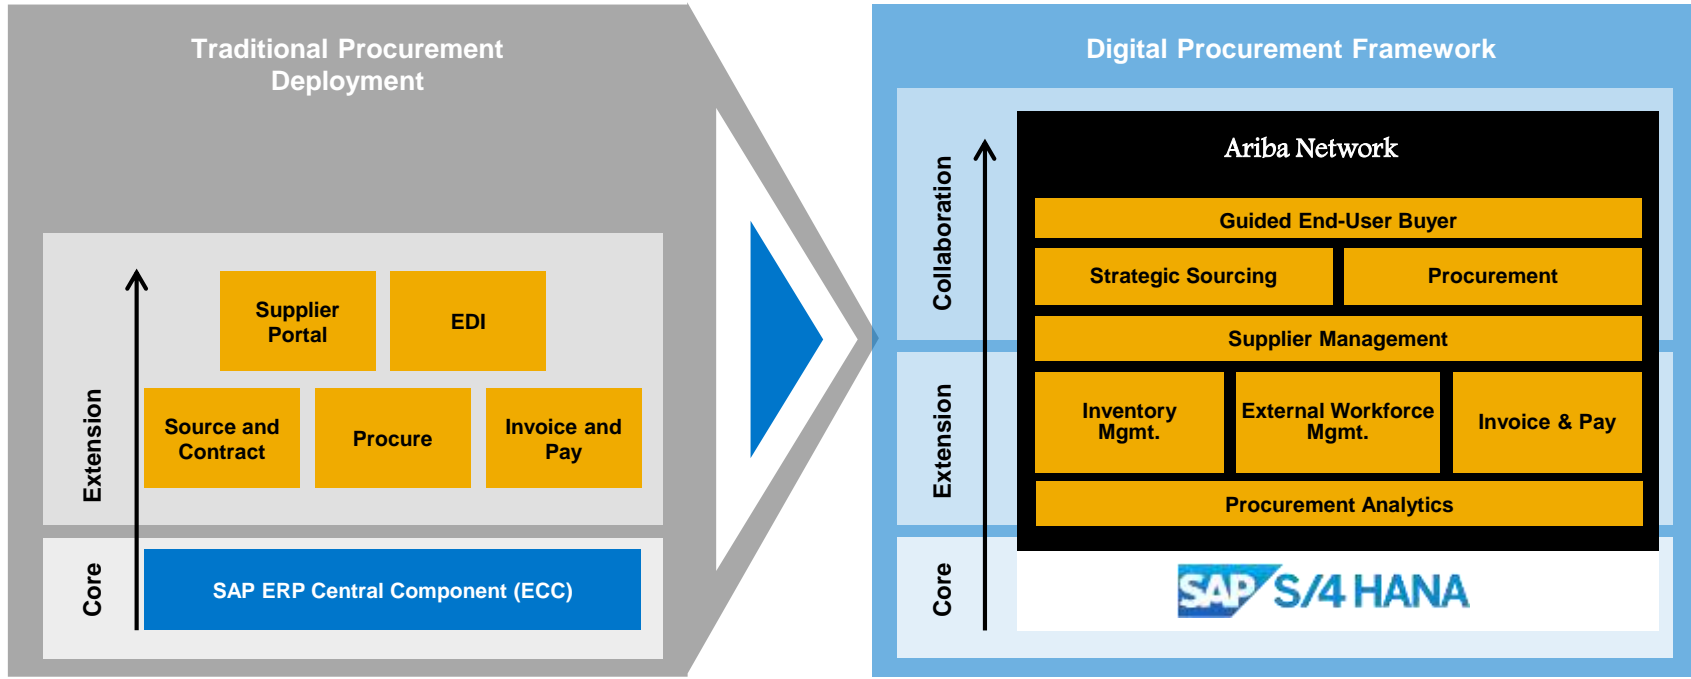 Traditional Procurement
Deployment
Supplier
Portal
EDI
Extension
Source and
Contract
Procure
Invoice and
Pay
Core
SAP ERP Central Component (ECC)
Digital Procurement Framework
Collaboration
Ariba Network
Guided End-User Buyer
Strategic Sourcing
Procurement
Supplier Management
Extension
Inventory
Mgmt.
External Workforce
Mgmt.
Invoice & Pay
Procurement Analytics
Core
SAP S/4 HANA